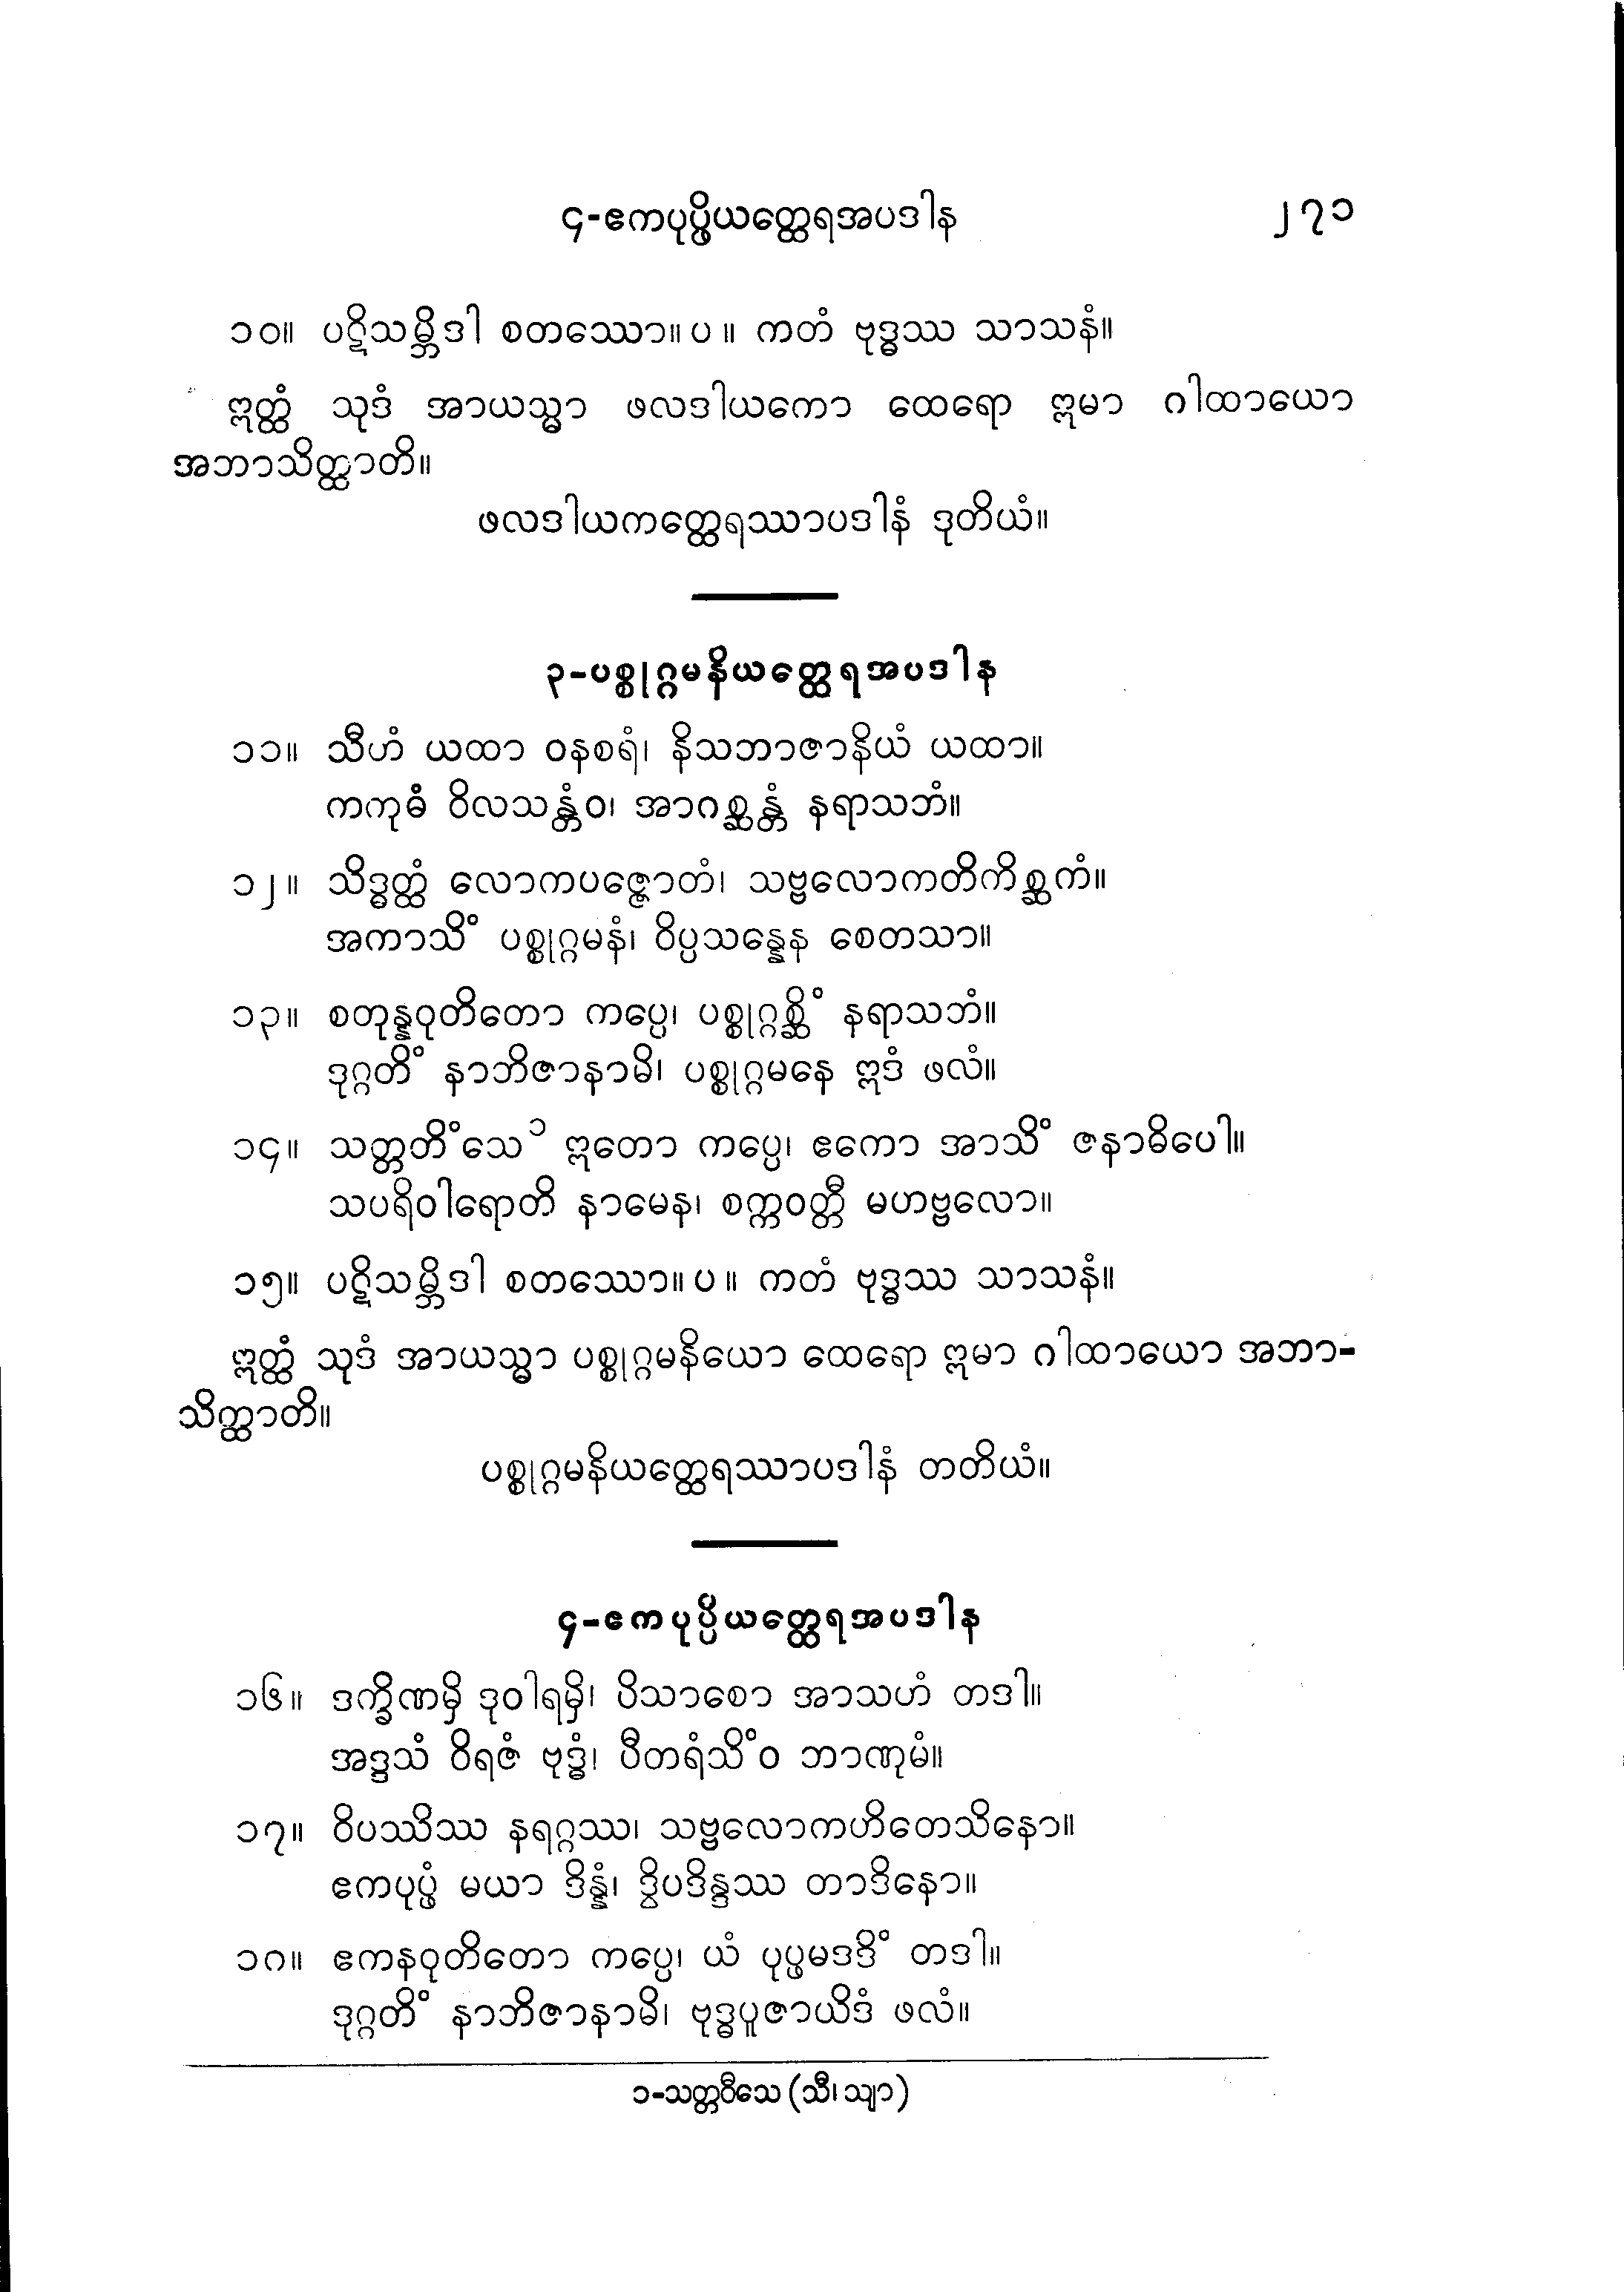 ၄-ဧကပုပ္ဖိယတ္ထေရအပဒါန ၂၇၁
၁၀။ ပဋိသမ္ဘိဒါ စတဿော။ပ။ ကတံ ဗုဒ္ဓဿ သာသနံ။
ဣတ္ထံ သုဒံ အာယသ္မာ ဖလဒါယကော ထေရော ဣမာ ဂါထာယော
အဘာသိတ္ထာတိ။
ဖလဒါယကတ္ထေရဿာပဒါနံ ဒုတိယံ။
၃-ပစ္စုဂ္ဂမနိယတ္ထေရအပဒါန
၁၁။ သီဟံ ယထာ ဝနစရံ၊ နိသဘာဇာနိယံ ယထာ။
ကကုဓံ ဝိလသန္တံဝ၊ အာဂစ္ဆန္တံ နရာသဘံ။
၁၂။ သိဒ္ဓတ္ထံ လောကပဇ္ဇောတံ၊ သဗ္ဗလောကတိကိစ္ဆကံ။
အကာသိံ ပစ္စုဂ္ဂမနံ၊ ဝိပ္ပသန္နေန စေတသာ။
၁၃။ စတုန္နဝုတိတော ကပ္ပေ၊ ပစ္စုဂ္ဂစ္ဆိံ နရာသဘံ။
ဒုဂ္ဂတိံ နာဘိဇာနာမိ၊ ပစ္စုဂ္ဂမနေ ဣဒံ ဖလံ။
၁၄။ သတ္တတိံသေ ၁ ဣတော ကပ္ပေ၊ ဧကော အာသိံ ဇနာဓိပေါ။
သပရိဝါရောတိ နာမေန၊ စက္ကဝတ္တီ မဟဗ္ဗလော။
၁၅။ ပဋိသမ္ဘိဒါ စတဿော။ပ။ ကတံ ဗုဒ္ဓဿ သာသနံ။
ဣတ္ထံ သုဒံ အာယသ္မာ ပစ္စုဂ္ဂမနိယော ထေရော ဣမာ ဂါထာယော အဘာ-
သိတ္ထာတိ။
ပစ္စုဂ္ဂမနိယတ္ထေရဿာပဒါနံ တတိယံ။
၄-ဧကပုပ္ပိယတ္ထေရအပဒါန
၁၆။ ဒက္ခိဏမှိ ဒုဝါရမှိ၊ ပိသာစော အာသဟံ တဒါ။
အဒ္ဒသံ ဝိရဇံ ဗုဒ္ဓံ၊ ပီတရံသိံဝ ဘာဏုမံ။
၁၇။ ဝိပဿိဿ နရဂ္ဂဿ၊ သဗ္ဗလောကဟိတေသိနော။
ဧကပုပ္ဖံ မယာ ဒိန္နံ၊ ဒွိပဒိန္ဒဿ တာဒိနော။
၁၈။ ဧကနဝုတိတော ကပ္ပေ၊ ယံ ပုပ္ဖမဒဒိံ တဒါ။
ဒုဂ္ဂတိံ နာဘိဇာနာမိ၊ ဗုဒ္ဓပူဇာယိဒံ ဖလံ။
၁-သတ္တဝီသေ (သီ၊ သျာ)